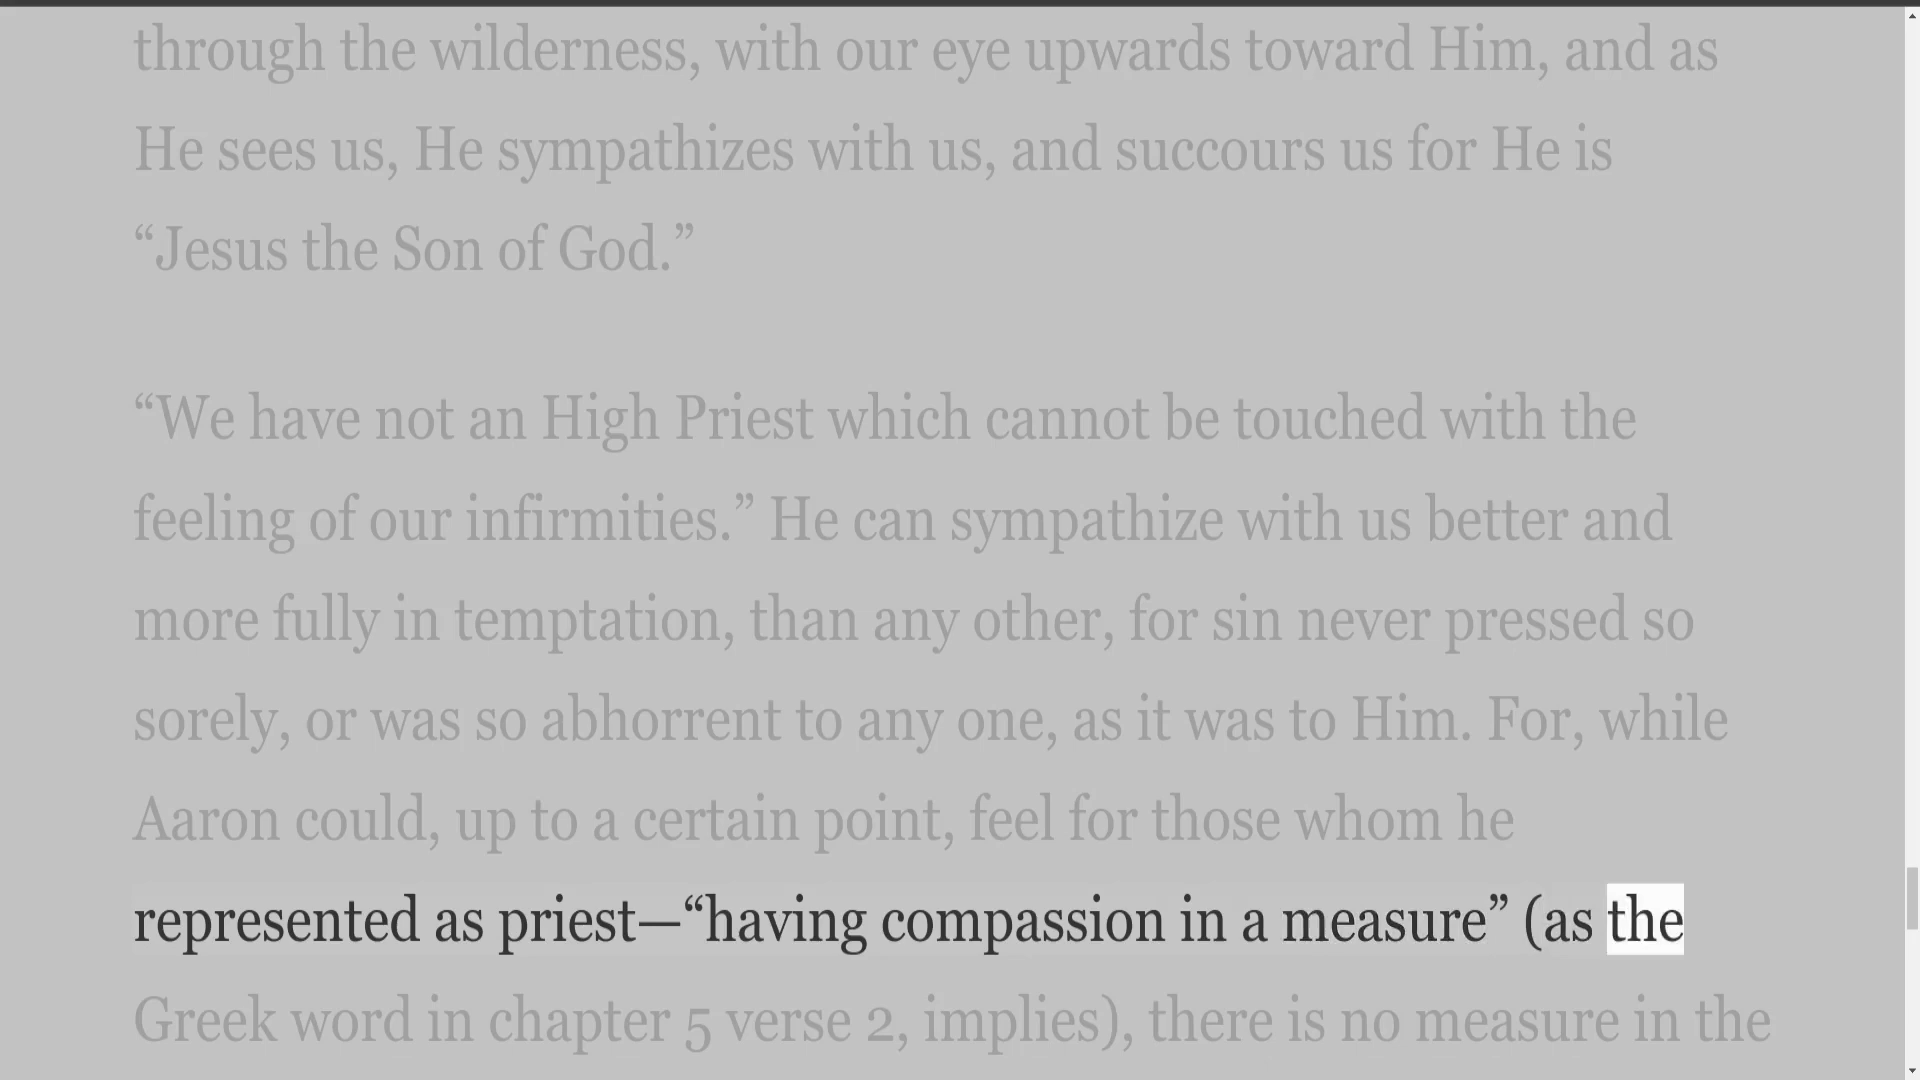 through the wilderness, with our eye upwards toward Him, and as
He sees us, He sympathizes with us, and succours us for He is
“Jesus the Son of God.”
“We have not an High Priest which cannot be touched with the
feeling of our infirmities.” He can sympathize with us better and
more fully in temptation, than any other, for sin never pressed so
sorely, or was so abhorrent to any one, as it was to Him. For, while
Aaron could, up to a certain point, feel for those whom he
represented as priest—“having compassion in a measure” (as the
Greek word in chapter 5 verse 2, implies), there is no measure in the